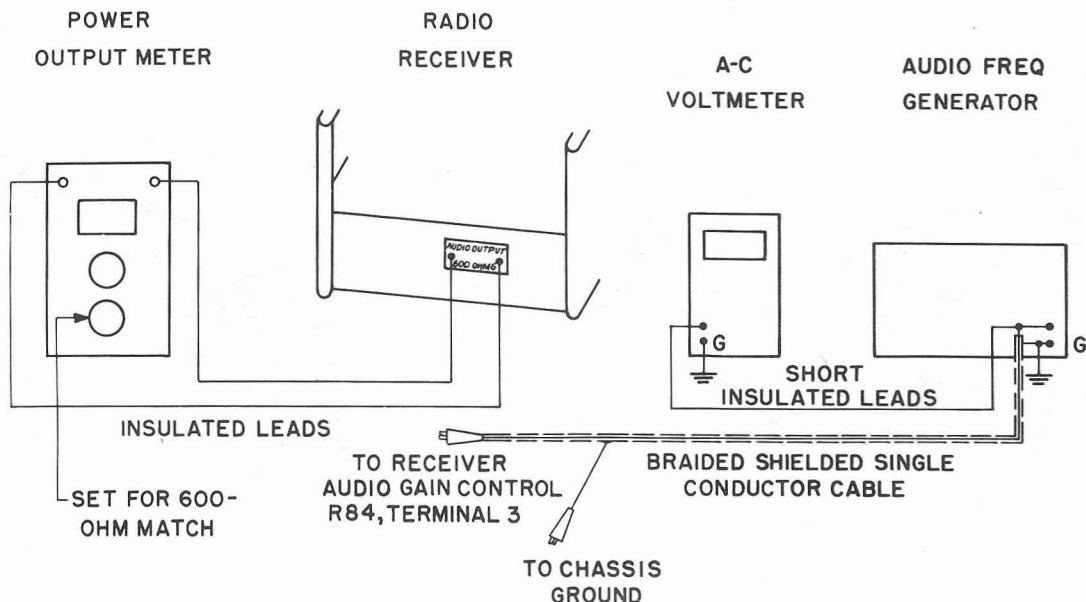 POWER
OUTPUT METER
RADIO
RECEIVER
A-C
VOLTMETER
AUDIO FREQ
GENERATOR
AUDIO OUTPUT
600 OHMS
G
G
SHORT
INSULATED LEADS
INSULATED LEADS
TO RECEIVER
AUDIO GAIN CONTROL
R84, TERMINAL 3
BRAIDED SHIELDED SINGLE
CONDUCTOR CABLE
SET FOR 600-
OHM MATCH
TO CHASSIS
GROUND